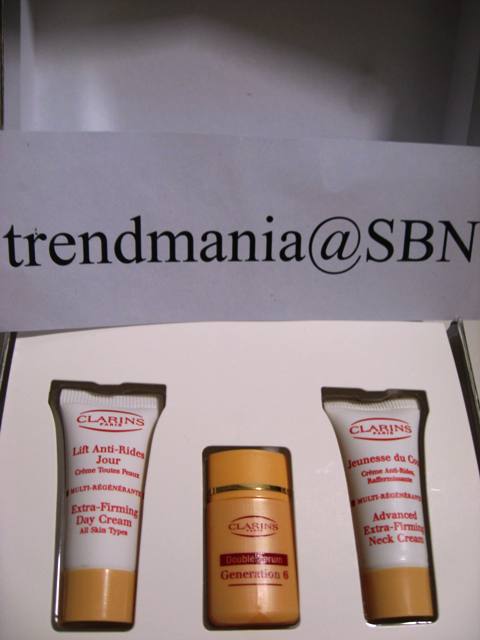 trendmania@SBN
CLARINS
PARIS
Lift Anti-Rides
Jour
Crème Toutes Peaux
MULTI-RÉGÉNÉRANTE
Extra-Firming
Day Cream
All Skin Types
CLARINS
Double Serum
Generation 6
CLARINS
PARIS
Jeunesse du Cou
Crème Anti-Rides,
Raffermissante
MULTI-RÉGÉNÉRANTE
Advanced
Extra-Firming
Neck Cream